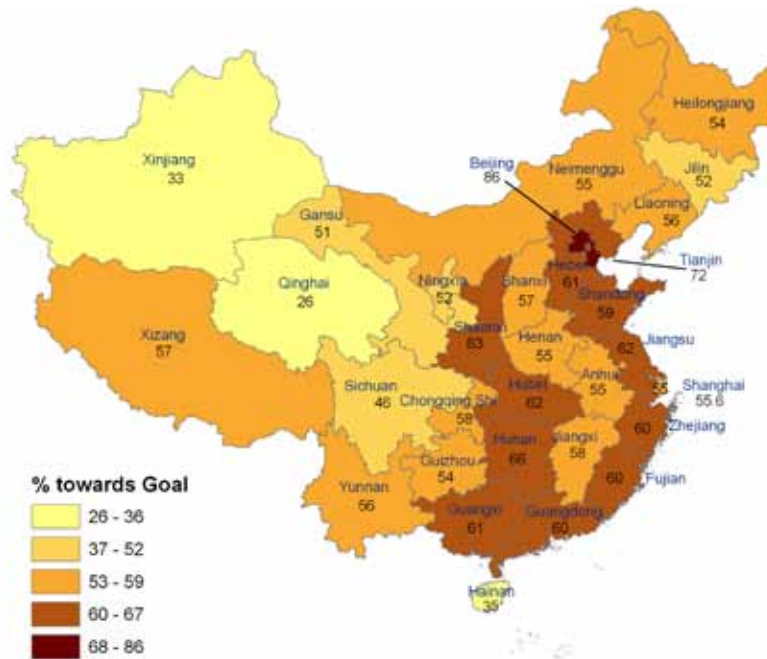 Heilongjiang
54
Xinjiang
33
Beijing
86
Neimenggu
55
Jilin
52
Liaoning
56
Gansu
51
Tianjin
72
Hebei
61
Qinghai
26
Ningxia
52
Shanxi
57
Shandong
59
Xizang
57
Shaanxi
63
Henan
55
Jiangsu
62
Anhui
55
Sichuan
46
Hubei
62
55
Shanghai
55.6
Chongqing Shi
58
Zhejiang
60
Hunan
66
Jiangxi
58
Guizhou
54
Fujian
60
Yunnan
56
Guangxi
61
Guangdong
60
Hainan
35
% towards Goal
26 - 36
37 - 52
53 - 59
60 - 67
68 - 86